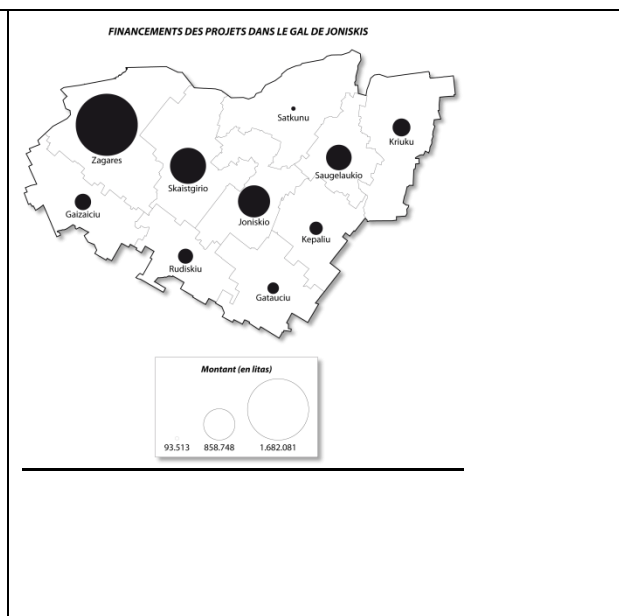 FINANCEMENTS DES PROJETS DANS LE GAL DE JONISKIS
Satkunu
Kriuku
Zagares
Saugelaukio
Skaistgirio
Gaizaiciu
Joniskio
Kepaliu
Rudiskiu
Gatauciu
Montant (en litas)
93.513 858.748 1.682.081